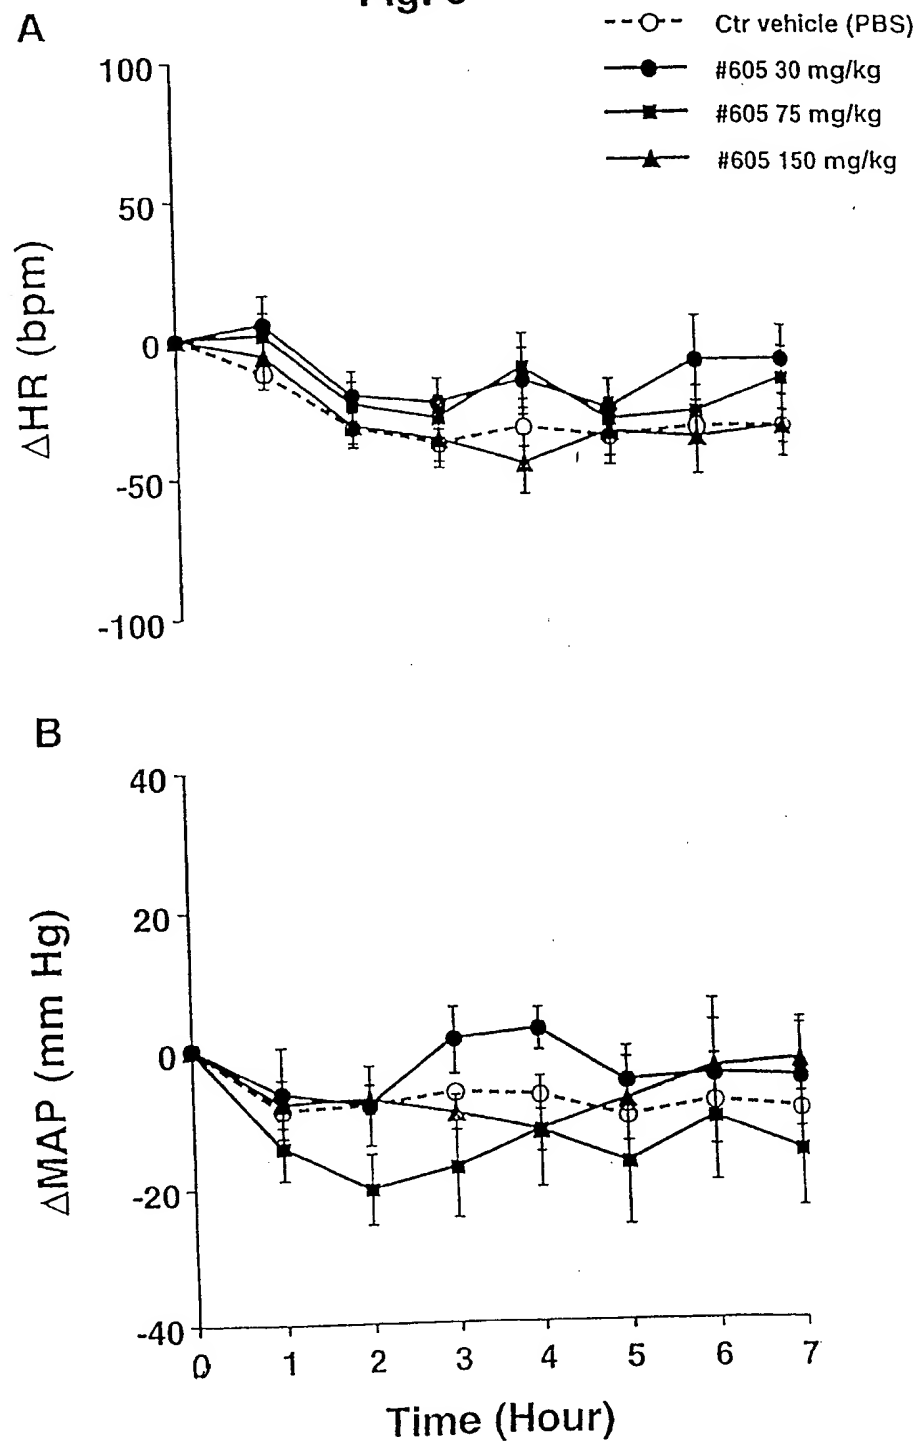 A
Ctr vehicle (PBS)
#605 30 mg/kg
#605 75 mg/kg
#605 150 mg/kg
100
50
0
-50
-100
ΔHR (bpm)
B
40
20
0
-20
-40
ΔMAP (mm Hg)
0 1 2 3 4 5 6 7
Time (Hour)